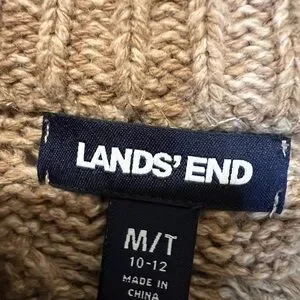 LANDS' END
M/T
10-12
MADE IN
CHINA